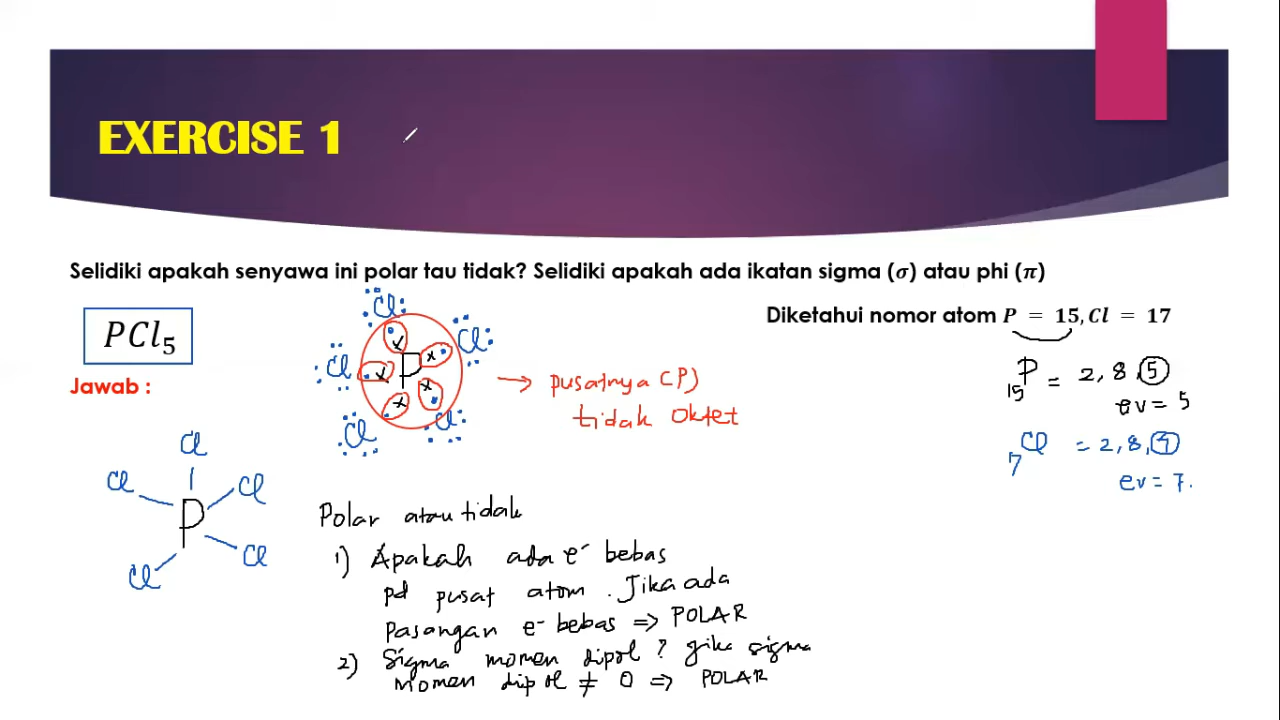 EXERCISE 1
Selidiki apakah senyawa ini polar tau tidak? Selidiki apakah ada ikatan sigma (σ) atau phi (π)
PCl₅
Diketahui nomor atom P = 15, Cl = 17
Jawab :
Cl
Cl
Cl
P
Cl
Cl
→ pusatnya (P)
tidak Oktet
₁₅P = 2, 8, 5
ev = 5
₇Cl = 2, 8, 7
ev = 7.
Cl
Cl
Cl
P
Cl
Cl
Polar atau tidak
1) Apakah ada e⁻ bebas
pd pusat atom. Jika ada
Pasangan e⁻ bebas => POLAR
2) Sigma momen dipol? jika sigma
momen dipol ≠ 0 => POLAR